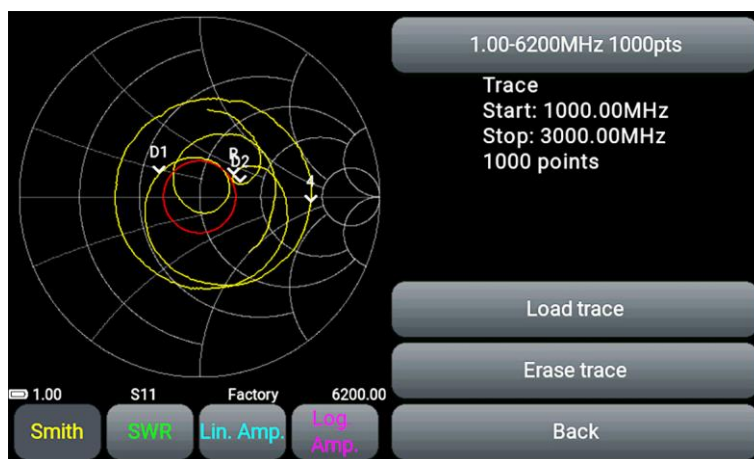 1.00-6200MHz 1000pts
Trace
Start: 1000.00MHz
Stop: 3000.00MHz
1000 points
D1
R
D2
4
Load trace
Erase trace
Back
1.00 S11 Factory 6200.00
Smith SWR Lin. Amp. Log. Amp.